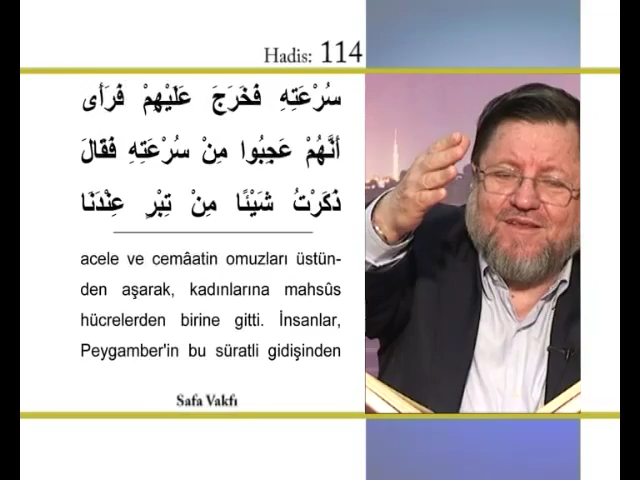 Hadis: 114
سُرْعَتِهِ فَخَرَجَ عَلَيْهِمْ فَرَأَى
أَنَّهُمْ عَجِبُوا مِنْ سُرْعَتِهِ فَقَالَ
ذَكَرْتُ شَيْئًا مِنْ تِبْرٍ عِنْدَنَا
acele ve cemâatin omuzları üstün-
den aşarak, kadınlarına mahsûs
hücrelerden birine gitti. İnsanlar,
Peygamber'in bu süratli gidişinden
Safa Vakfı